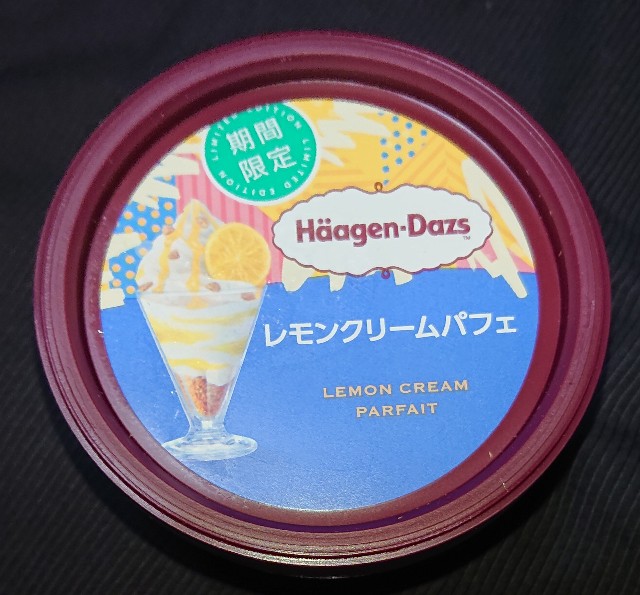 LIMITED EDITION
期間
限定
LIMITED EDITION
Häagen-Dazs
TM
レモンクリームパフェ
LEMON CREAM
PARFAIT